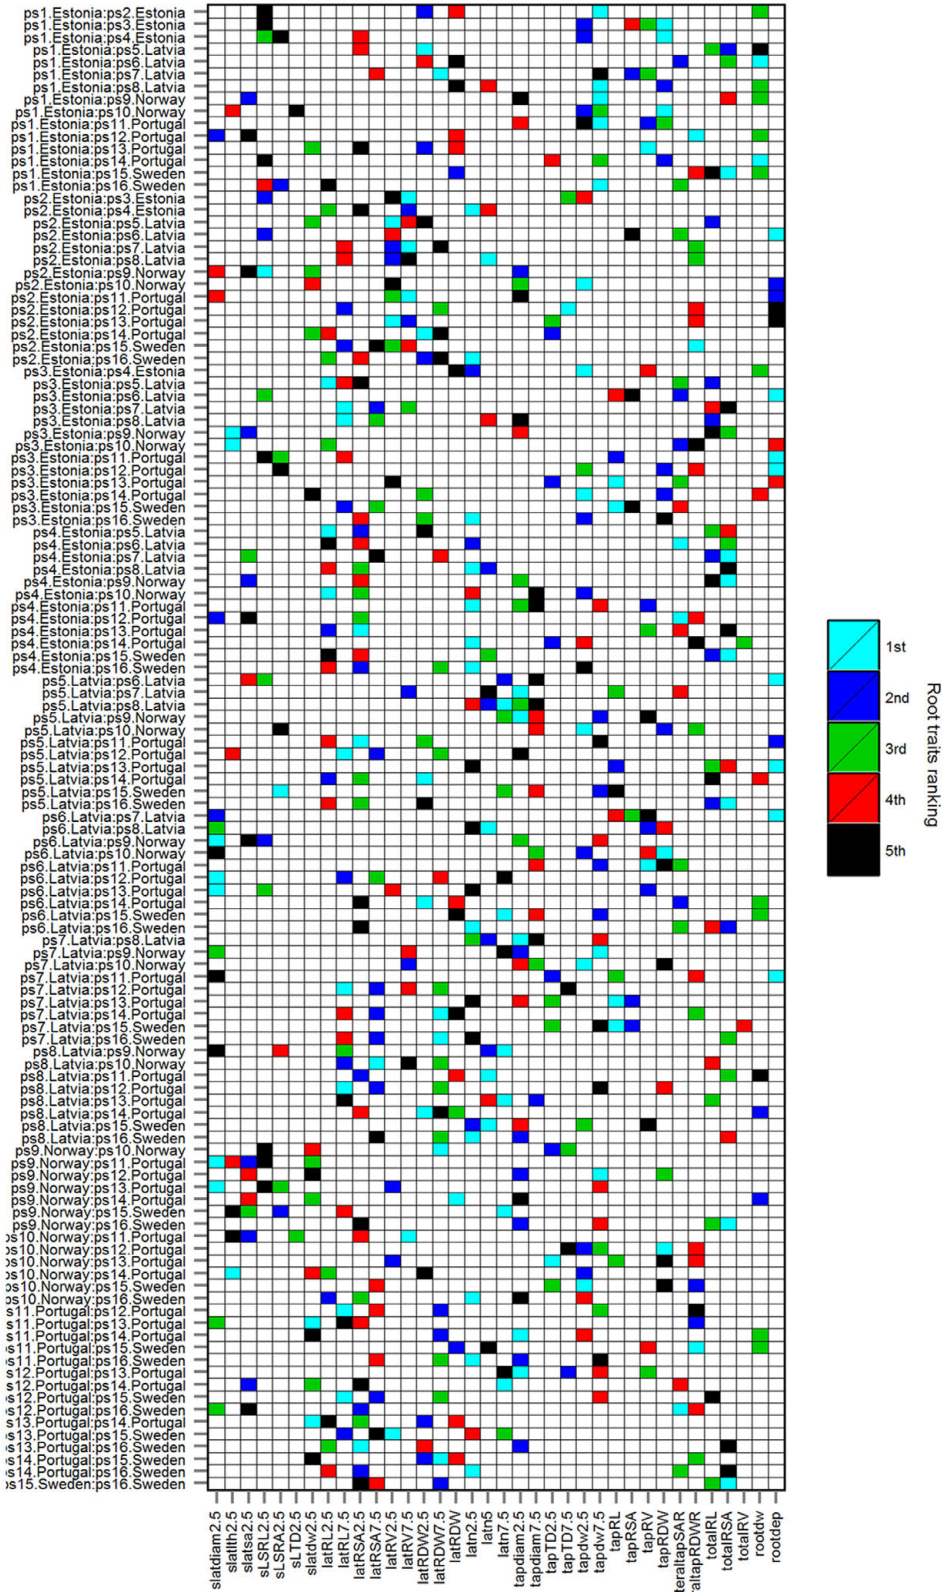 ps1.Estonia:ps2.Estonia
ps1.Estonia:ps3.Estonia
ps1.Estonia:ps4.Estonia
ps1.Estonia:ps5.Latvia
ps1.Estonia:ps6.Latvia
ps1.Estonia:ps7.Latvia
ps1.Estonia:ps8.Latvia
ps1.Estonia:ps9.Norway
ps1.Estonia:ps10.Norway
ps1.Estonia:ps11.Portugal
ps1.Estonia:ps12.Portugal
ps1.Estonia:ps13.Portugal
ps1.Estonia:ps14.Portugal
ps1.Estonia:ps15.Sweden
ps1.Estonia:ps16.Sweden
ps2.Estonia:ps3.Estonia
ps2.Estonia:ps4.Estonia
ps2.Estonia:ps5.Latvia
ps2.Estonia:ps6.Latvia
ps2.Estonia:ps7.Latvia
ps2.Estonia:ps8.Latvia
ps2.Estonia:ps9.Norway
ps2.Estonia:ps10.Norway
ps2.Estonia:ps11.Portugal
ps2.Estonia:ps12.Portugal
ps2.Estonia:ps13.Portugal
ps2.Estonia:ps14.Portugal
ps2.Estonia:ps15.Sweden
ps2.Estonia:ps16.Sweden
ps3.Estonia:ps4.Estonia
ps3.Estonia:ps5.Latvia
ps3.Estonia:ps6.Latvia
ps3.Estonia:ps7.Latvia
ps3.Estonia:ps8.Latvia
ps3.Estonia:ps9.Norway
ps3.Estonia:ps10.Norway
ps3.Estonia:ps11.Portugal
ps3.Estonia:ps12.Portugal
ps3.Estonia:ps13.Portugal
ps3.Estonia:ps14.Portugal
ps3.Estonia:ps15.Sweden
ps3.Estonia:ps16.Sweden
ps4.Estonia:ps5.Latvia
ps4.Estonia:ps6.Latvia
ps4.Estonia:ps7.Latvia
ps4.Estonia:ps8.Latvia
ps4.Estonia:ps9.Norway
ps4.Estonia:ps10.Norway
ps4.Estonia:ps11.Portugal
ps4.Estonia:ps12.Portugal
ps4.Estonia:ps13.Portugal
ps4.Estonia:ps14.Portugal
ps4.Estonia:ps15.Sweden
ps4.Estonia:ps16.Sweden
ps5.Latvia:ps6.Latvia
ps5.Latvia:ps7.Latvia
ps5.Latvia:ps8.Latvia
ps5.Latvia:ps9.Norway
ps5.Latvia:ps10.Norway
ps5.Latvia:ps11.Portugal
ps5.Latvia:ps12.Portugal
ps5.Latvia:ps13.Portugal
ps5.Latvia:ps14.Portugal
ps5.Latvia:ps15.Sweden
ps5.Latvia:ps16.Sweden
ps6.Latvia:ps7.Latvia
ps6.Latvia:ps8.Latvia
ps6.Latvia:ps9.Norway
ps6.Latvia:ps10.Norway
ps6.Latvia:ps11.Portugal
ps6.Latvia:ps12.Portugal
ps6.Latvia:ps13.Portugal
ps6.Latvia:ps14.Portugal
ps6.Latvia:ps15.Sweden
ps6.Latvia:ps16.Sweden
ps7.Latvia:ps8.Latvia
ps7.Latvia:ps9.Norway
ps7.Latvia:ps10.Norway
ps7.Latvia:ps11.Portugal
ps7.Latvia:ps12.Portugal
ps7.Latvia:ps13.Portugal
ps7.Latvia:ps14.Portugal
ps7.Latvia:ps15.Sweden
ps7.Latvia:ps16.Sweden
ps8.Latvia:ps9.Norway
ps8.Latvia:ps10.Norway
ps8.Latvia:ps11.Portugal
ps8.Latvia:ps12.Portugal
ps8.Latvia:ps13.Portugal
ps8.Latvia:ps14.Portugal
ps8.Latvia:ps15.Sweden
ps8.Latvia:ps16.Sweden
ps9.Norway:ps10.Norway
ps9.Norway:ps11.Portugal
ps9.Norway:ps12.Portugal
ps9.Norway:ps13.Portugal
ps9.Norway:ps14.Portugal
ps9.Norway:ps15.Sweden
ps9.Norway:ps16.Sweden
os10.Norway:ps11.Portugal
os10.Norway:ps12.Portugal
os10.Norway:ps13.Portugal
os10.Norway:ps14.Portugal
os10.Norway:ps15.Sweden
os10.Norway:ps16.Sweden
s11.Portugal:ps12.Portugal
s11.Portugal:ps13.Portugal
s11.Portugal:ps14.Portugal
os11.Portugal:ps15.Sweden
os11.Portugal:ps16.Sweden
s12.Portugal:ps13.Portugal
s12.Portugal:ps14.Portugal
os12.Portugal:ps15.Sweden
os12.Portugal:ps16.Sweden
s13.Portugal:ps14.Portugal
os13.Portugal:ps15.Sweden
os13.Portugal:ps16.Sweden
os14.Portugal:ps15.Sweden
os14.Portugal:ps16.Sweden
ps15.Sweden:ps16.Sweden
slatdiam2.5
slatlth2.5
slatsa2.5
sLSRL2.5
sLSRA2.5
sLTD2.5
slatdw2.5
latRL2.5
latRL7.5
latRSA2.5
latRSA7.5
latRV2.5
latRV7.5
latRDW2.5
latRDW7.5
latRDW
latn2.5
latn5
latn7.5
tapdiam2.5
tapdiam7.5
tapTD2.5
tapTD7.5
tapdw2.5
tapdw7.5
tapRL
tapRSA
tapRV
tapRDW
teraltapSAR
raltapRDWR
totalRL
totalRSA
totalRV
rootdw
rootdep
1st
2nd
3rd
4th
5th
Root traits ranking